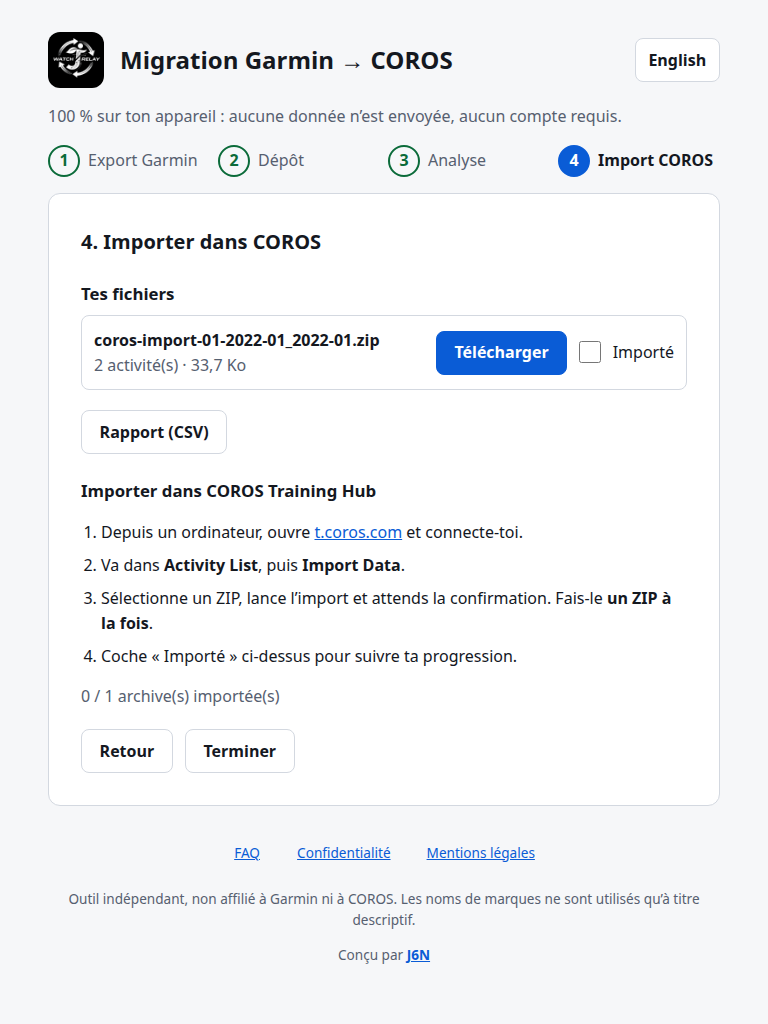 WATCH RELAY
Migration Garmin → COROS
English
100 % sur ton appareil : aucune donnée n’est envoyée, aucun compte requis.
1 Export Garmin
2 Dépôt
3 Analyse
4 Import COROS
4. Importer dans COROS
Tes fichiers
coros-import-01-2022-01_2022-01.zip
2 activité(s) · 33,7 Ko
Télécharger
Importé
Rapport (CSV)
Importer dans COROS Training Hub
1. Depuis un ordinateur, ouvre t.coros.com et connecte-toi.
2. Va dans Activity List, puis Import Data.
3. Sélectionne un ZIP, lance l’import et attends la confirmation. Fais-le un ZIP à
la fois.
4. Coche « Importé » ci-dessus pour suivre ta progression.
0 / 1 archive(s) importée(s)
Retour
Terminer
FAQ
Confidentialité
Mentions légales
Outil indépendant, non affilié à Garmin ni à COROS. Les noms de marques ne sont utilisés qu’à titre
descriptif.
Conçu par J6N